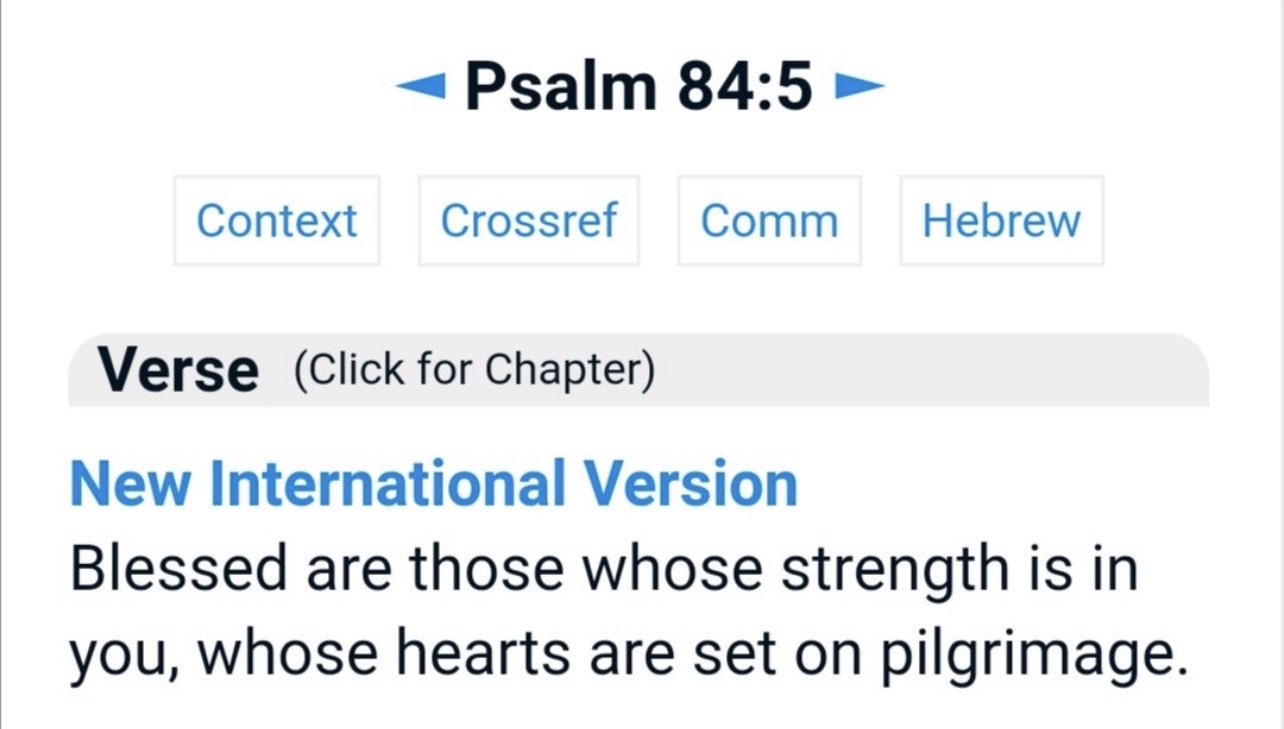 Psalm 84:5
Context Crossref Comm Hebrew
Verse (Click for Chapter)
New International Version
Blessed are those whose strength is in
you, whose hearts are set on pilgrimage.